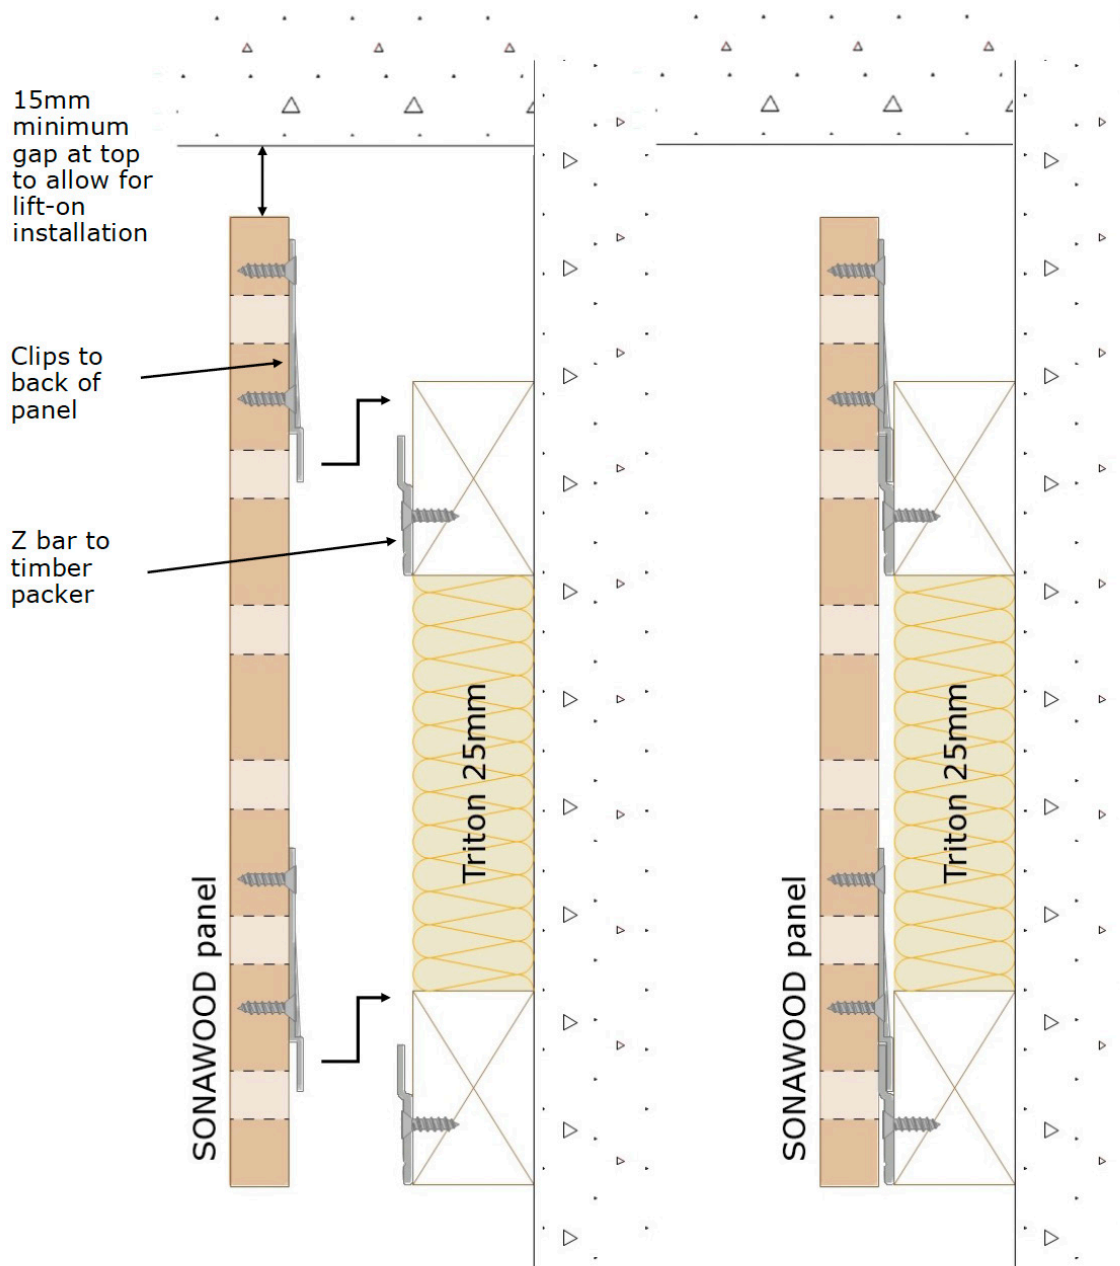 15mm
minimum
gap at top
to allow for
lift-on
installation
Clips to
back of
panel
Z bar to
timber
packer
SONAWOOD panel
Triton 25mm
SONAWOOD panel
Triton 25mm